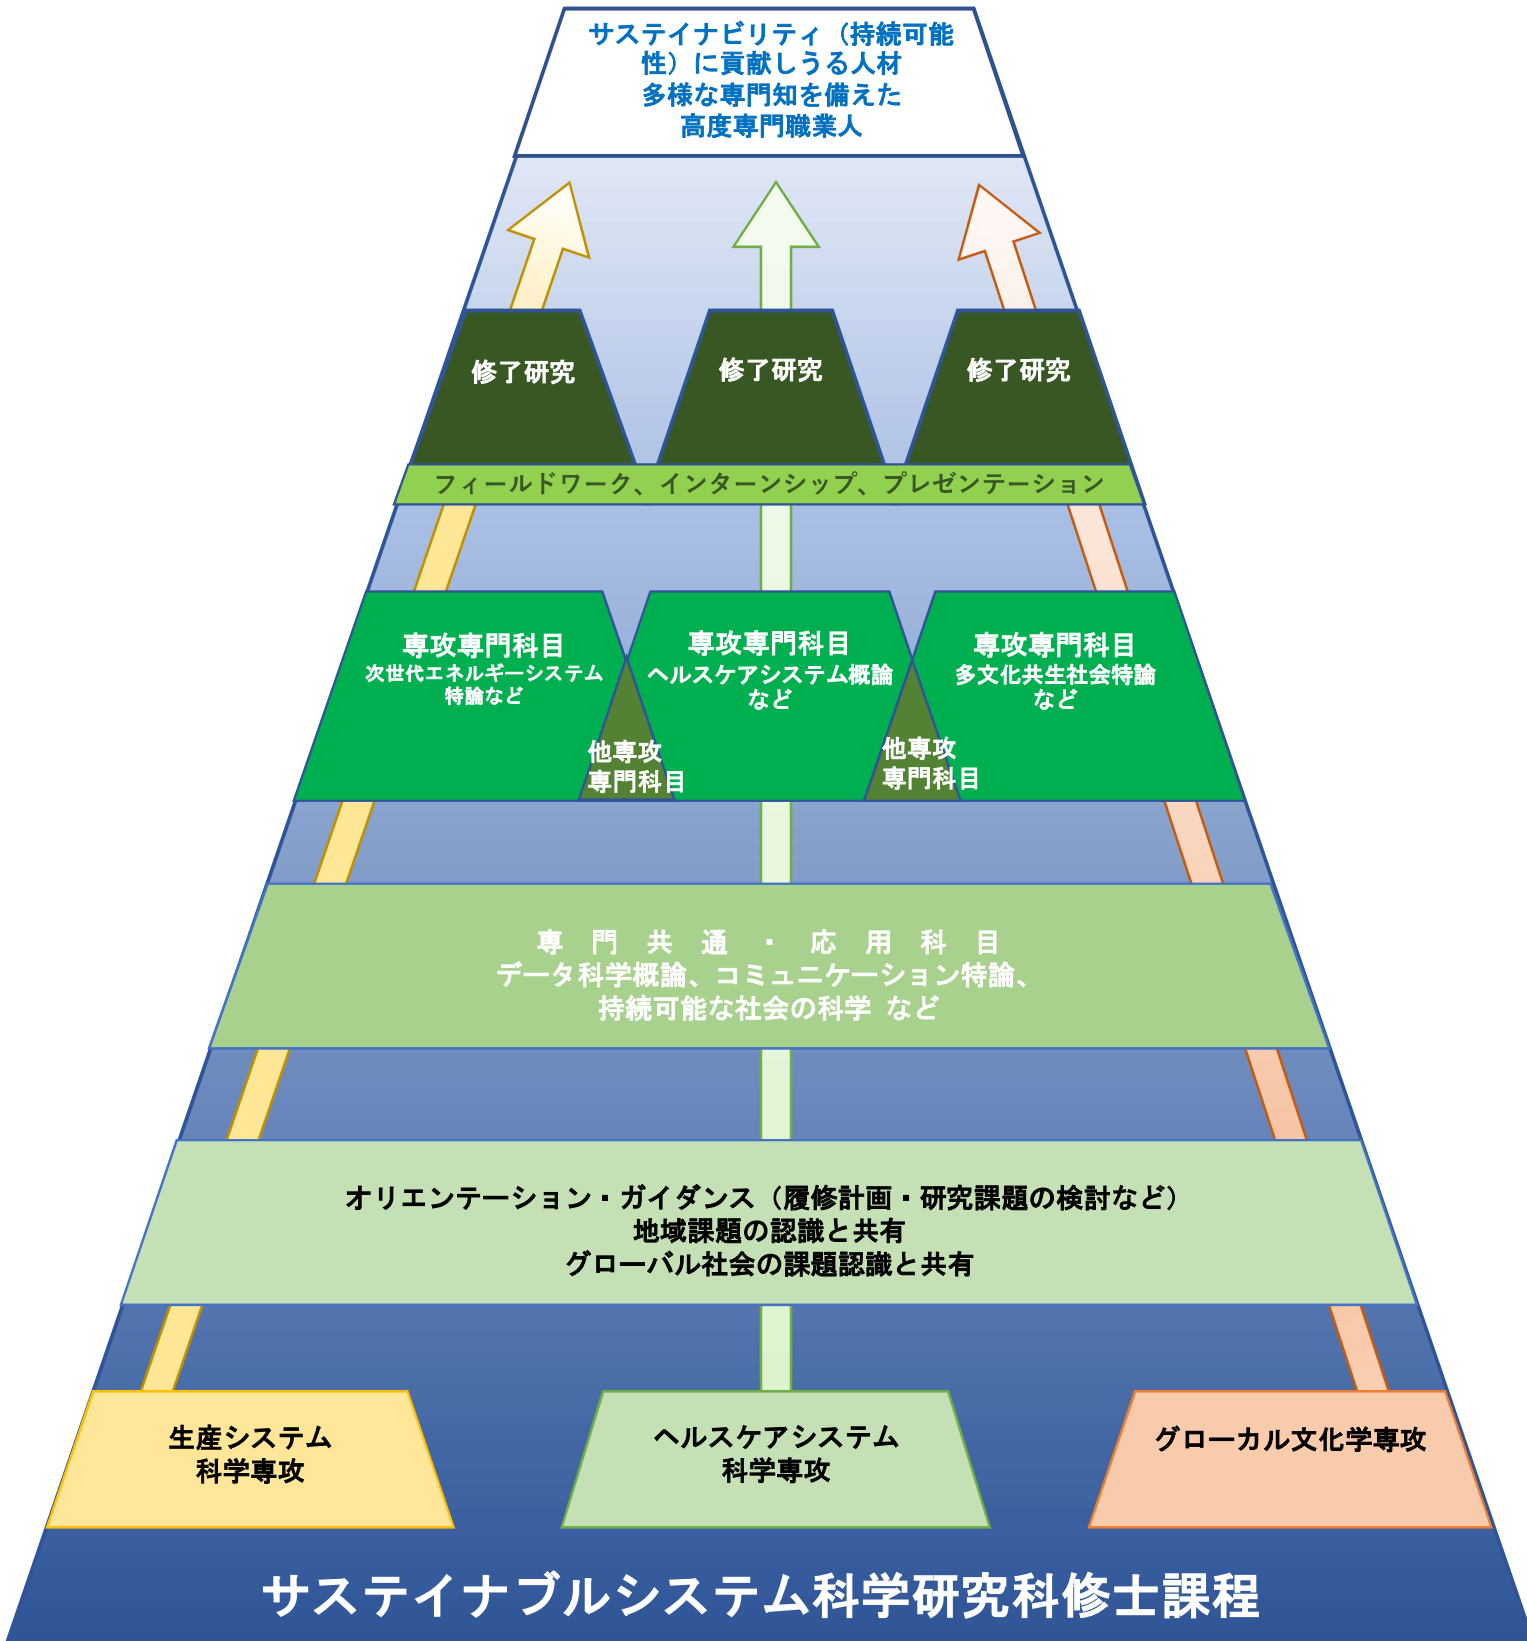 サステイナビリティ（持続可能
性）に貢献しうる人材
多様な専門知を備えた
高度専門職業人
修了研究
修了研究
修了研究
フィールドワーク、インターンシップ、プレゼンテーション
専攻専門科目
次世代エネルギーシステム
特論など
専攻専門科目
ヘルスケアシステム概論
など
専攻専門科目
多文化共生社会特論
など
他専攻
専門科目
他専攻
専門科目
専　門　共　通　・　応　用　科　目
データ科学概論、コミュニケーション特論、
持続可能な社会の科学 など
オリエンテーション・ガイダンス（履修計画・研究課題の検討など）
地域課題の認識と共有
グローバル社会の課題認識と共有
生産システム
科学専攻
ヘルスケアシステム
科学専攻
グローカル文化学専攻
サステイナブルシステム科学研究科修士課程